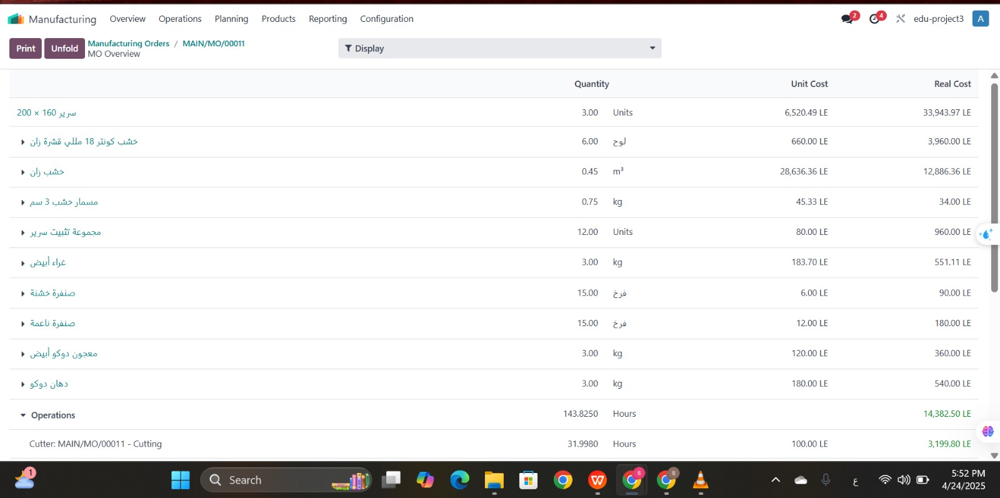 Manufacturing Overview Operations Planning Products Reporting Configuration 2 4 edu-project3 A
Print Unfold Manufacturing Orders / MAIN/MO/00011 Display
MO Overview
Quantity Unit Cost Real Cost
سرير 160 × 200 3.00 Units 6,520.49 LE 33,943.97 LE
خشب كونتر 18 مللي قشرة زان 6.00 لوح 660.00 LE 3,960.00 LE
خشب زان 0.45 m³ 28,636.36 LE 12,886.36 LE
مسمار خشب 3 سم 0.75 kg 45.33 LE 34.00 LE
مجموعة تثبيت سرير 12.00 Units 80.00 LE 960.00 LE
غراء أبيض 3.00 kg 183.70 LE 551.11 LE
صنفرة خشنة 15.00 فرخ 6.00 LE 90.00 LE
صنفرة ناعمة 15.00 فرخ 12.00 LE 180.00 LE
معجون دوكو أبيض 3.00 kg 120.00 LE 360.00 LE
دهان دوكو 3.00 kg 180.00 LE 540.00 LE
Operations 143.8250 Hours 14,382.50 LE
Cutter: MAIN/MO/00011 - Cutting 31.9980 Hours 100.00 LE 3,199.80 LE
1 Search S S ع 5:52 PM
4/24/2025